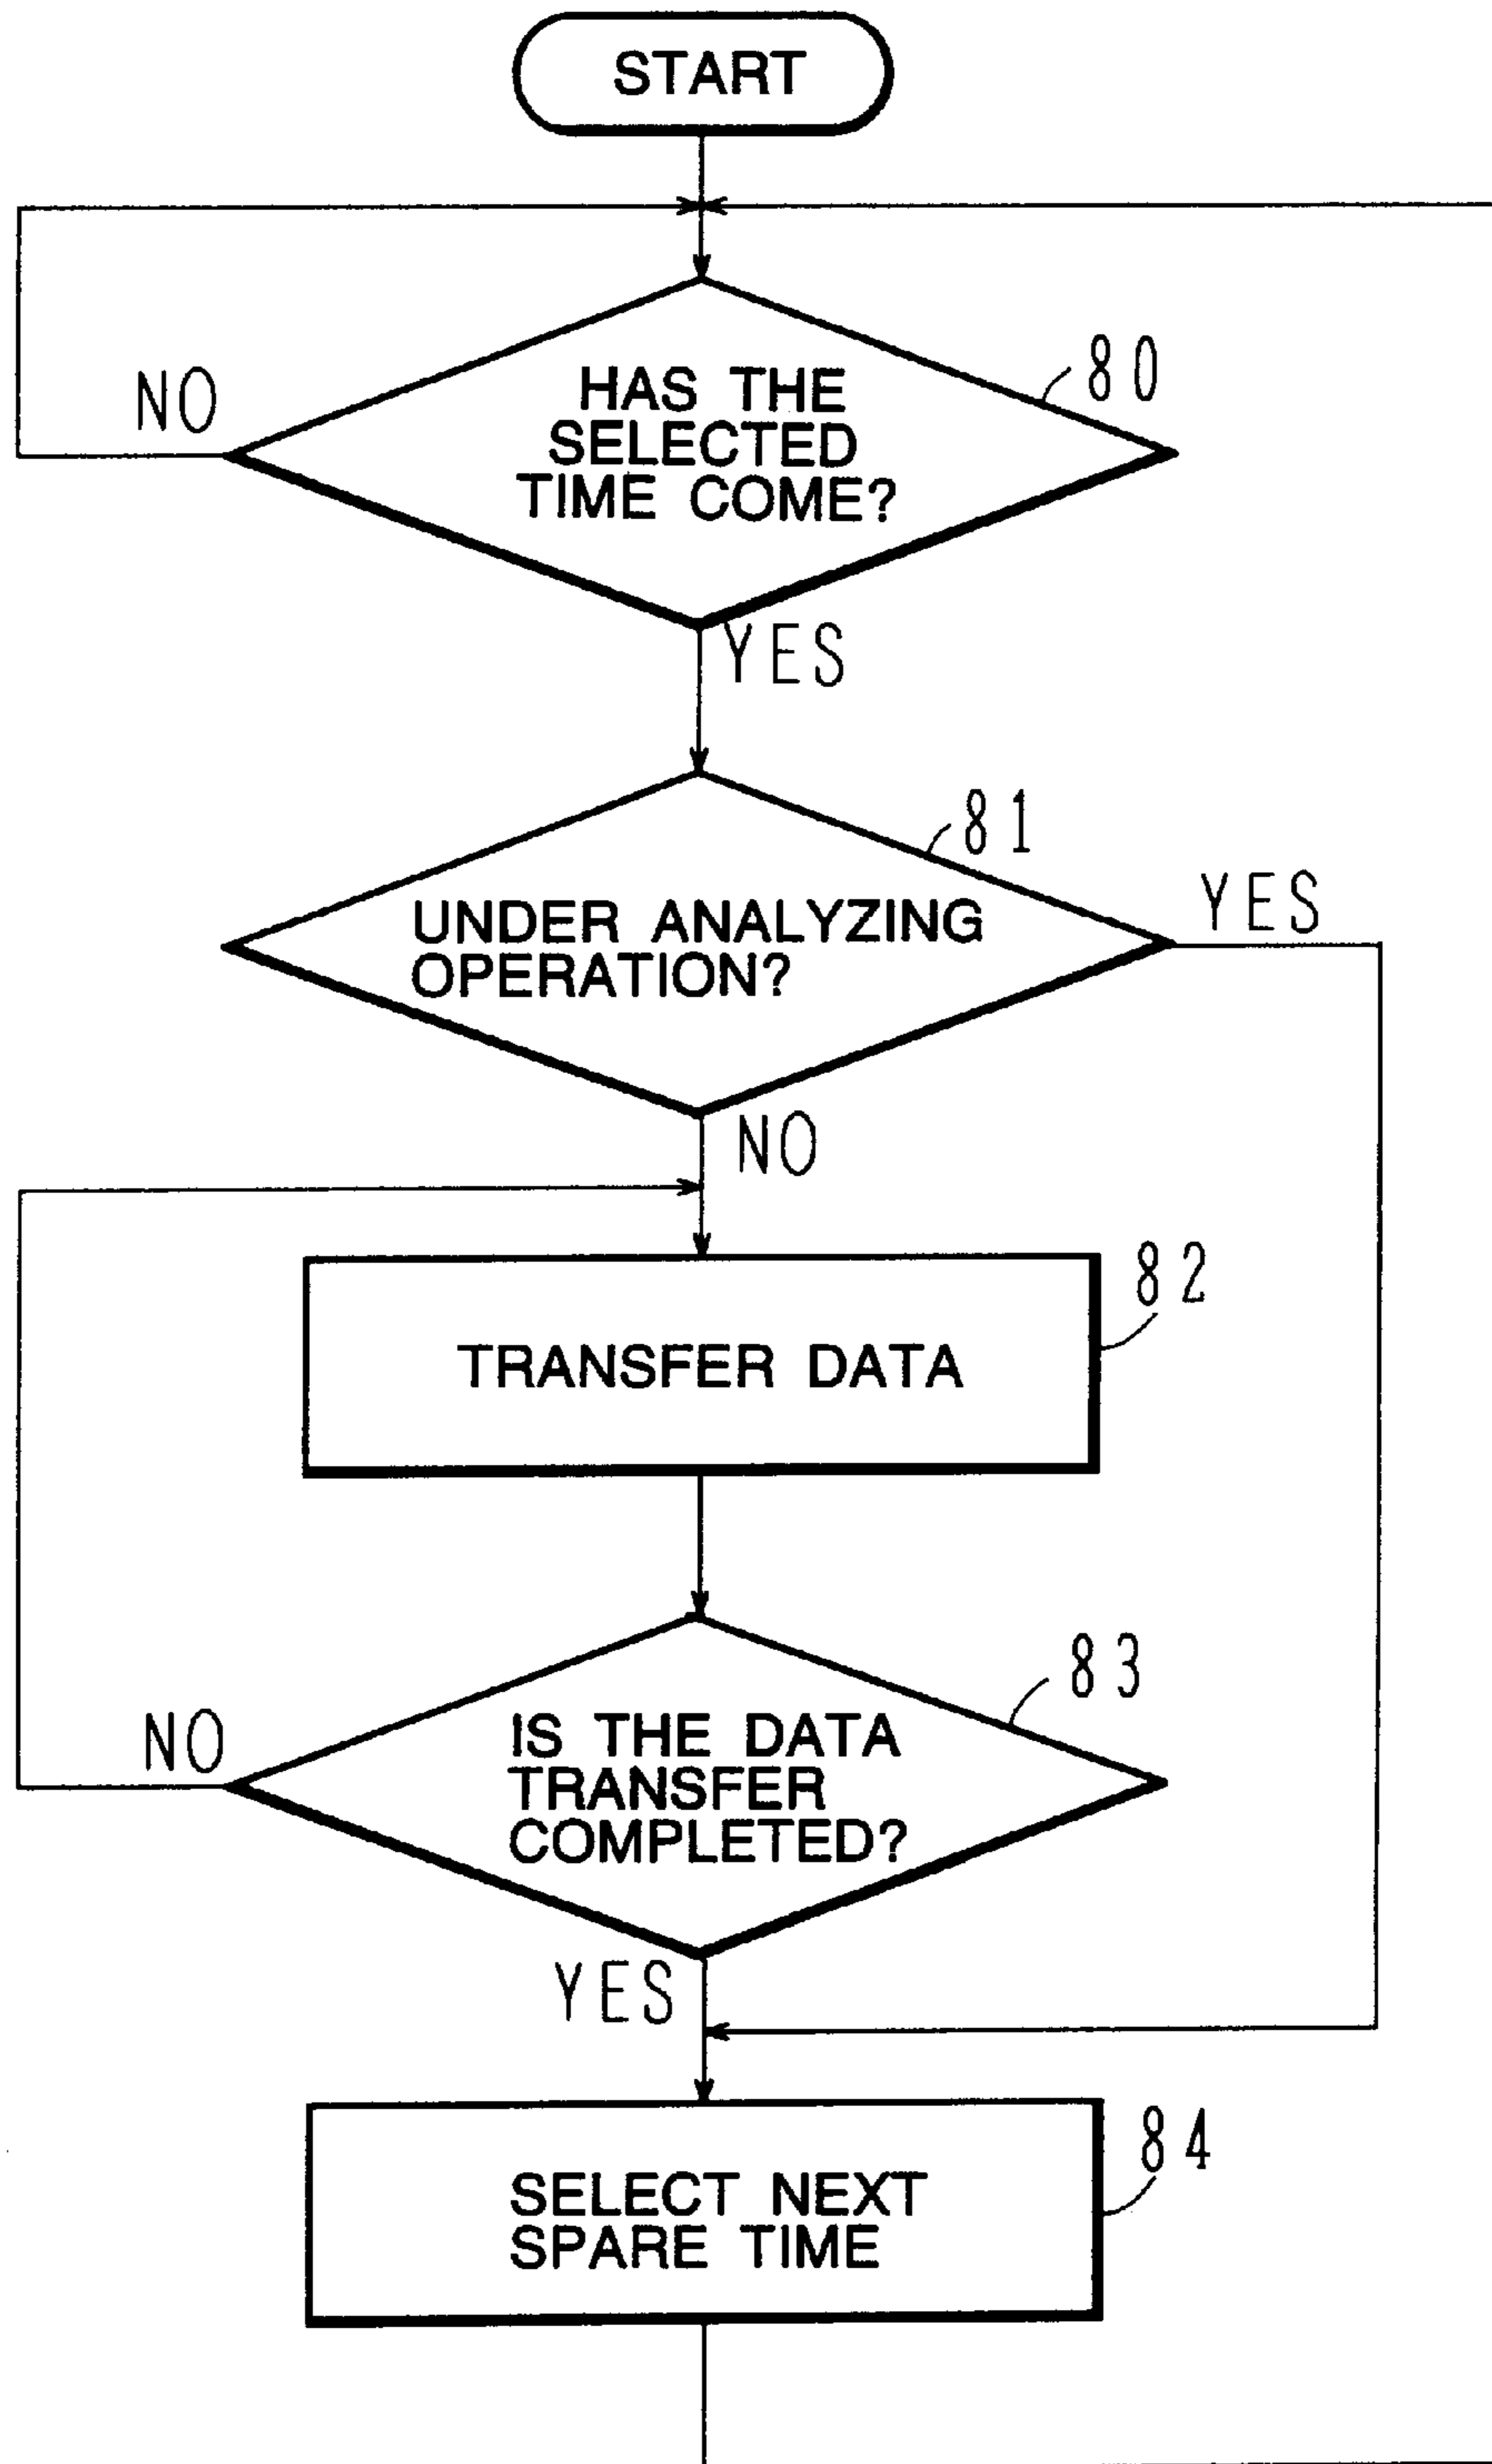 START
80
HAS THE
SELECTED
TIME COME?
NO
YES
81
UNDER ANALYZING
OPERATION?
YES
NO
82
TRANSFER DATA
83
IS THE DATA
TRANSFER
COMPLETED?
NO
YES
84
SELECT NEXT
SPARE TIME